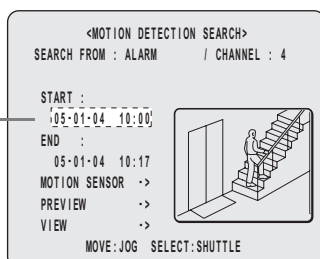 <MOTION DETECTION SEARCH>
SEARCH FROM : ALARM / CHANNEL : 4
START :
05-01-04 10:00
END :
05-01-04 10:17
MOTION SENSOR ->
PREVIEW ->
VIEW ->
MOVE:JOG SELECT:SHUTTLE